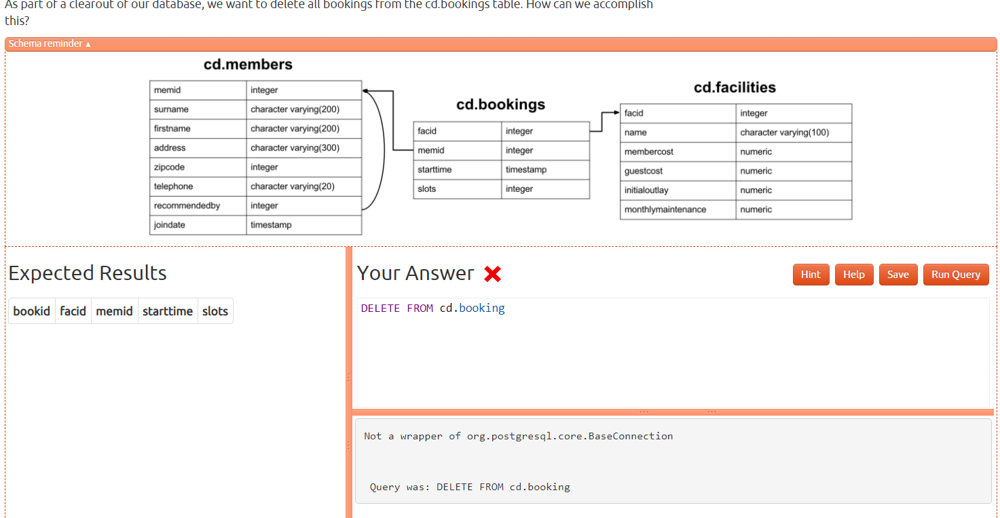 As part of a clearout of our database, we want to delete all bookings from the cd.bookings table. How can we accomplish
this?
Schema reminder ▲
cd.members
memid integer
surname character varying(200)
firstname character varying(200)
address character varying(300)
zipcode integer
telephone character varying(20)
recommendedby integer
joindate timestamp
cd.bookings
facid integer
memid integer
starttime timestamp
slots integer
cd.facilities
facid integer
name character varying(100)
membercost numeric
guestcost numeric
initialoutlay numeric
monthlymaintenance numeric
Expected Results
bookid facid memid starttime slots
Your Answer
Hint Help Save Run Query
DELETE FROM cd.booking
Not a wrapper of org.postgresql.core.BaseConnection
Query was: DELETE FROM cd.booking